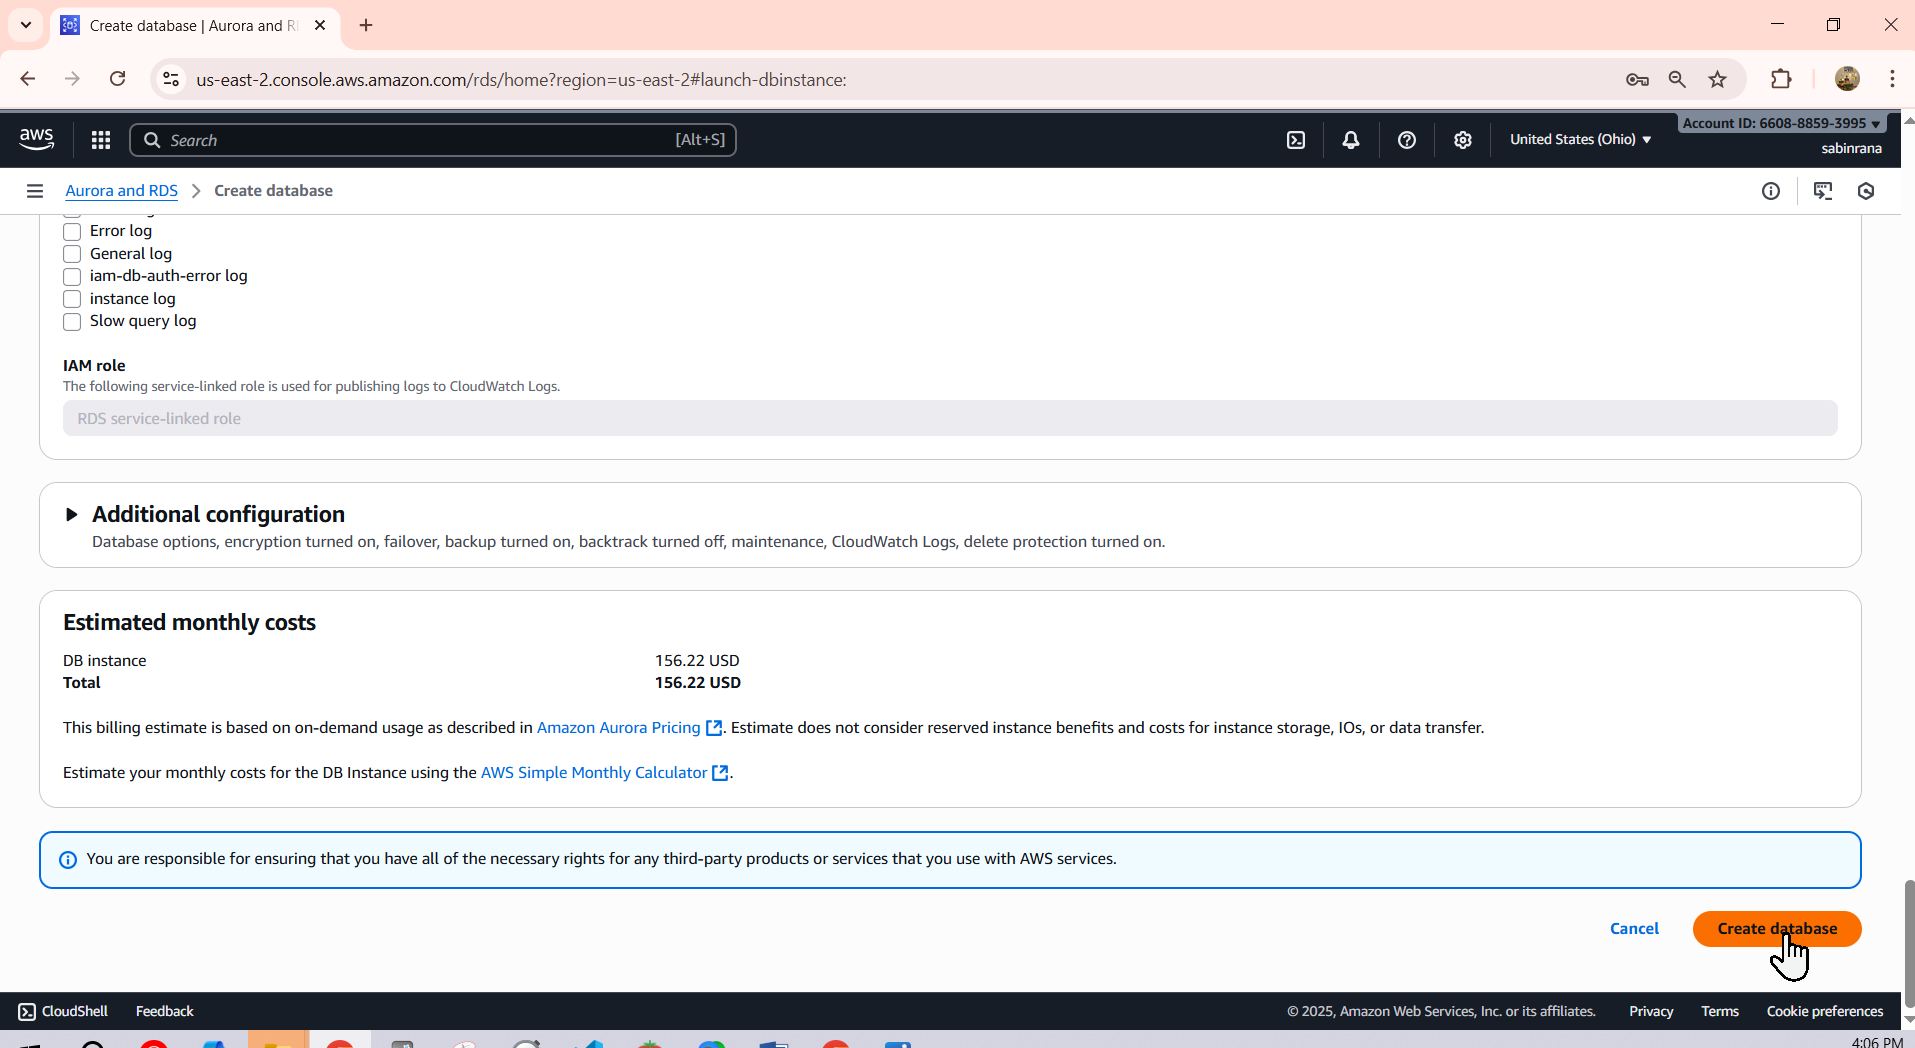 Create database | Aurora and R
us-east-2.console.aws.amazon.com/rds/home?region=us-east-2#launch-dbinstance:
aws
Search
[Alt+S]
United States (Ohio)
Account ID: 6608-8859-3995
sabinrana
Aurora and RDS
Create database
Error log
General log
iam-db-auth-error log
instance log
Slow query log
IAM role
The following service-linked role is used for publishing logs to CloudWatch Logs.
RDS service-linked role
Additional configuration
Database options, encryption turned on, failover, backup turned on, backtrack turned off, maintenance, CloudWatch Logs, delete protection turned on.
Estimated monthly costs
DB instance 156.22 USD
Total 156.22 USD
This billing estimate is based on on-demand usage as described in Amazon Aurora Pricing. Estimate does not consider reserved instance benefits and costs for instance storage, IOs, or data transfer.
Estimate your monthly costs for the DB Instance using the AWS Simple Monthly Calculator.
You are responsible for ensuring that you have all of the necessary rights for any third-party products or services that you use with AWS services.
Cancel
Create database
CloudShell
Feedback
© 2025, Amazon Web Services, Inc. or its affiliates.
Privacy
Terms
Cookie preferences
4:06 PM